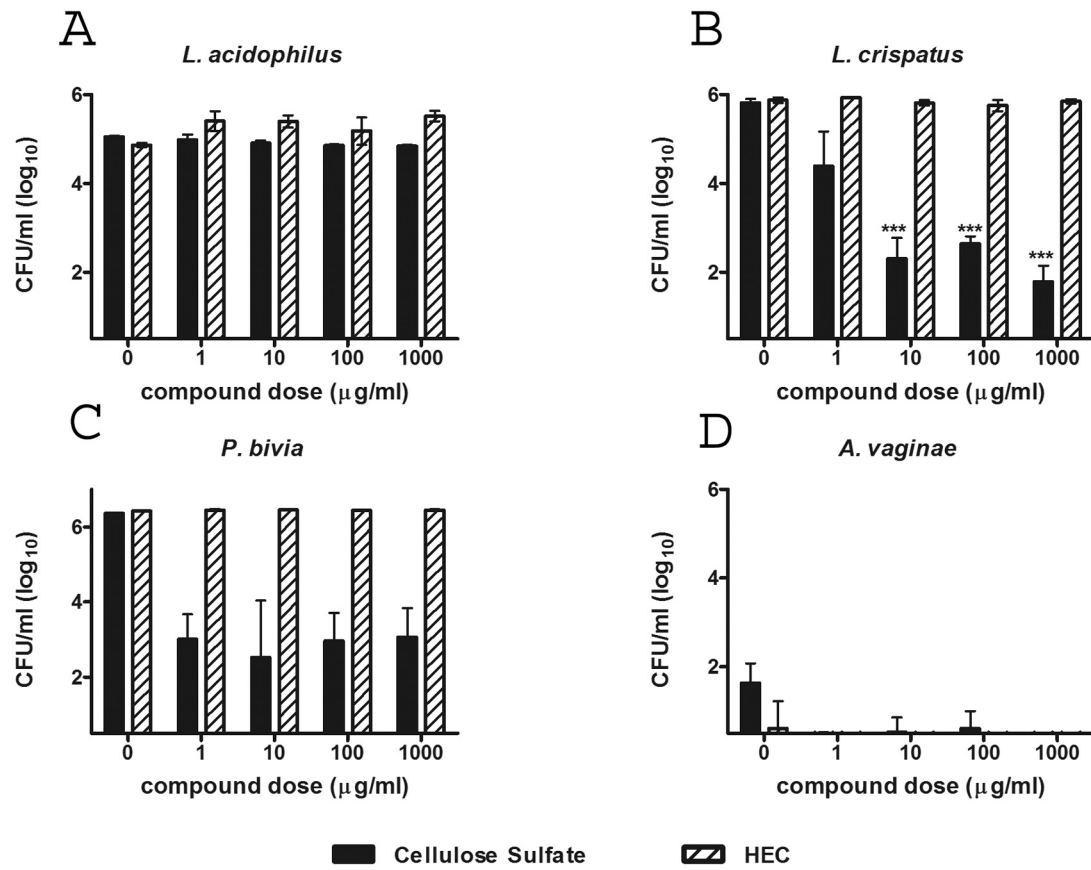 A
L. acidophilus
CFU/ml (log10)
6
4
2
0 1 10 100 1000
compound dose (μg/ml)
B
L. crispatus
CFU/ml (log10)
6
4
2
*** *** ***
0 1 10 100 1000
compound dose (μg/ml)
C
P. bivia
CFU/ml (log10)
6
4
2
0 1 10 100 1000
compound dose (μg/ml)
D
A. vaginae
CFU/ml (log10)
6
4
2
0 1 10 100 1000
compound dose (μg/ml)
Cellulose Sulfate HEC